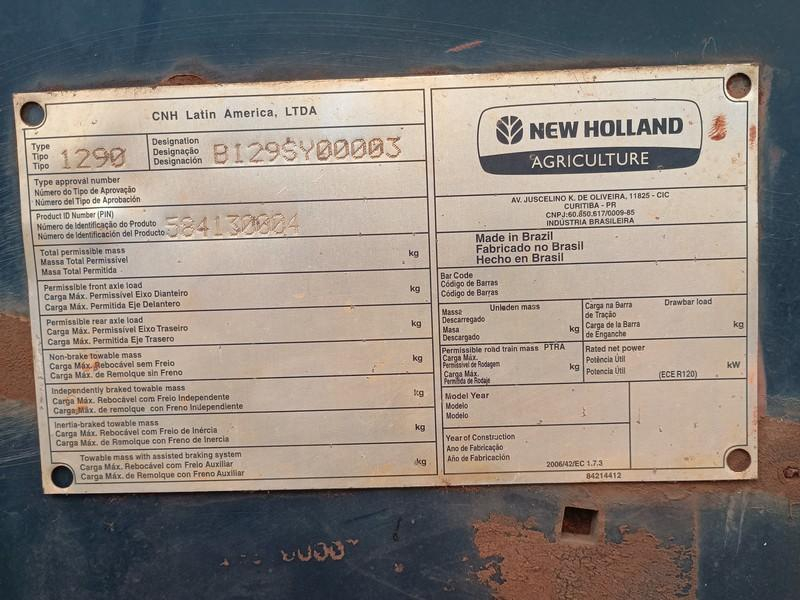 CNH Latin America, LTDA
Type
Tipo
Tipo
1290
Designation
Designação
Designación
B129SY00003
Type approval number
Número do Tipo de Aprovação
Número del Tipo de Aprobación
Product ID Number (PIN)
Número de Identificação do Produto
Número de Identificación del Producto
584130004
Total permissible mass
Massa Total Permissível
Masa Total Permitida
kg
Permissible front axle load
Carga Máx. Permissível Eixo Dianteiro
Carga Máx. Permitida Eje Delantero
kg
Permissible rear axle load
Carga Máx. Permissível Eixo Traseiro
Carga Máx. Permitida Eje Trasero
kg
Non-brake towable mass
Carga Máx. Rebocável sem Freio
Carga Máx. de Remolque sin Freno
kg
Independently braked towable mass
Carga Máx. Rebocável com Freio Independente
Carga Máx. de remolque con Freno Independiente
kg
Inertia-braked towable mass
Carga Máx. Rebocável com Freio de Inércia
Carga Máx. de Remolque con Freno de Inercia
kg
Towable mass with assisted braking system
Carga Máx. Rebocável com Freio Auxiliar
Carga Máx. de Remolque con Freno Auxiliar
kg
NEW HOLLAND
AGRICULTURE
AV. JUSCELINO K. DE OLIVEIRA, 11825 - CIC
CURITIBA - PR
CNPJ:60.850.617/0009-85
INDÚSTRIA BRASILEIRA
Made in Brazil
Fabricado no Brasil
Hecho en Brasil
Bar Code
Código de Barras
Código de Barras
Unladen mass
Massa
Descarregado
Masa
Descargado
kg
Drawbar load
Carga na Barra
de Tração
Carga de la Barra
de Enganche
kg
Permissible road train mass PTRA
Carga Máx.
Permissível de Rodagem
Carga Máx.
Permitida de Rodaje
kg
Rated net power
Potência Útil
Potencia Útil
(ECE R120)
kW
Model Year
Modelo
Modelo
Year of Construction
Ano de Fabricação
Año de Fabricación
2006/42/EC 1.7.3
84214412